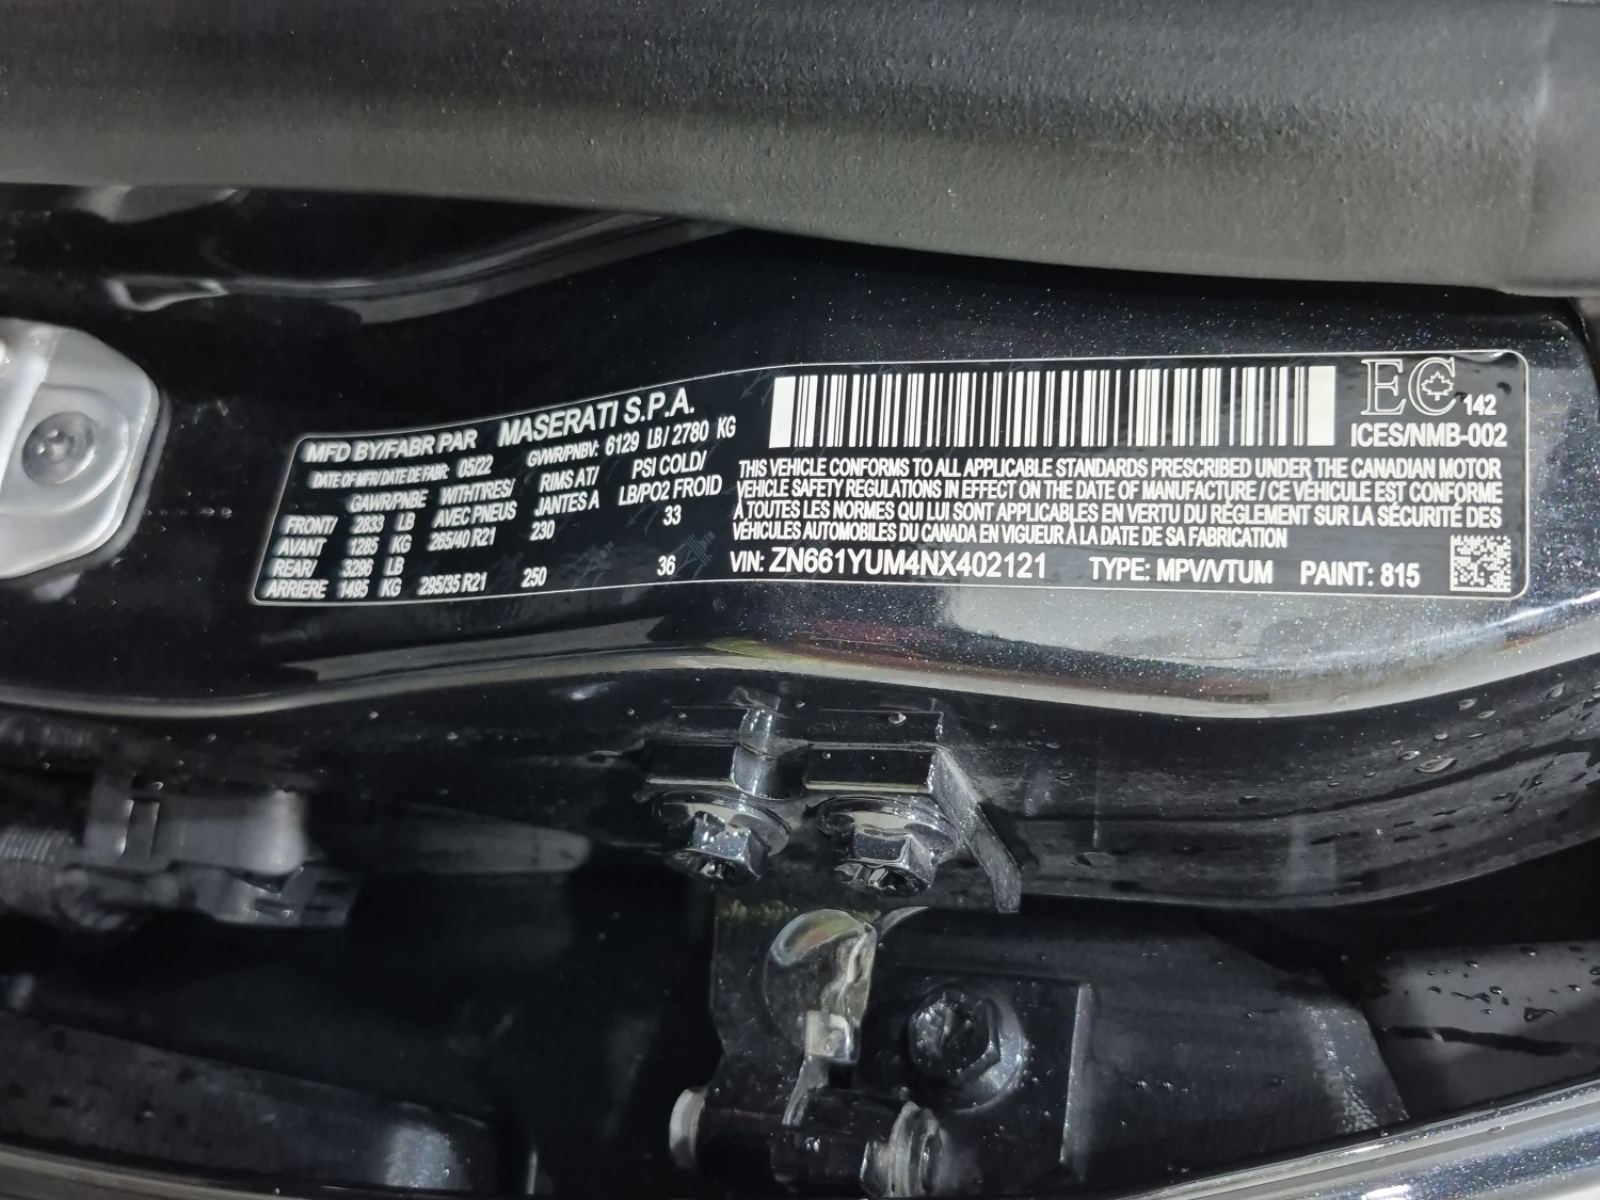 MFD BY/FABR PAR MASERATI S.P.A.
DATE OF MFR/DATE DE FABR: 05/22 GVWR/PNBV: 6129 LB/ 2780 KG
GAWR/PNBE WITH TIRES/ RIMS AT/ PSI COLD/
AVEC PNEUS JANTES A LB/PO2 FROID
FRONT/ 2833 LB
AVANT 1285 KG 265/40 R21 230 33
REAR/ 3296 LB
ARRIERE 1495 KG 295/35 R21 250 36
EC 142
ICES/NMB-002
THIS VEHICLE CONFORMS TO ALL APPLICABLE STANDARDS PRESCRIBED UNDER THE CANADIAN MOTOR
VEHICLE SAFETY REGULATIONS IN EFFECT ON THE DATE OF MANUFACTURE / CE VÉHICULE EST CONFORME
À TOUTES LES NORMES QUI LUI SONT APPLICABLES EN VERTU DU RÈGLEMENT SUR LA SÉCURITÉ DES
VÉHICULES AUTOMOBILES DU CANADA EN VIGUEUR À LA DATE DE SA FABRICATION
VIN: ZN661YUM4NX402121 TYPE: MPV/VTUM PAINT: 815